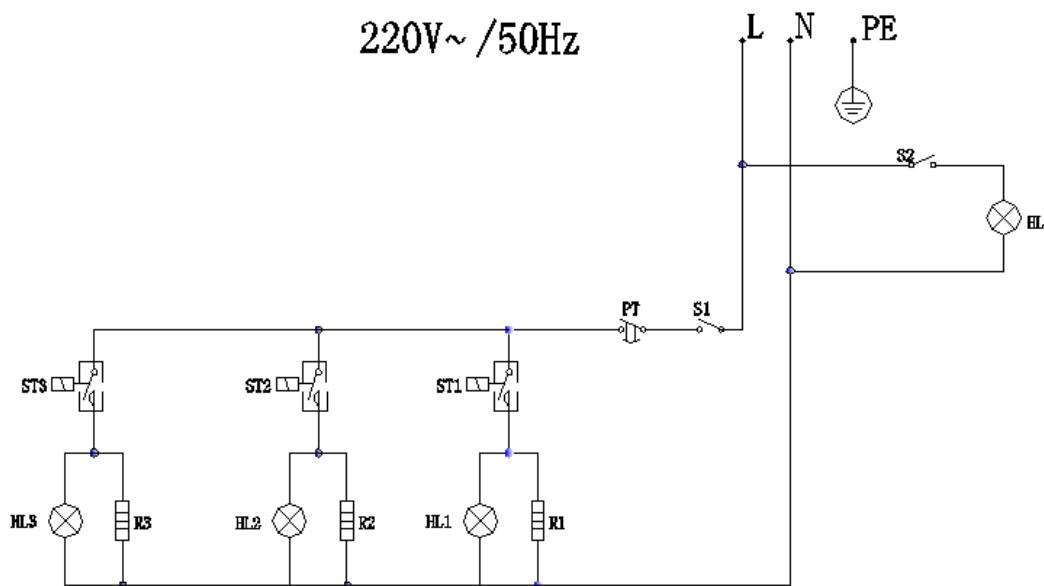 220V~/50Hz
L N PE
S2
HL
PT S1
ST3 ST2 ST1
HL3 R3 HL2 R2 HL1 R1